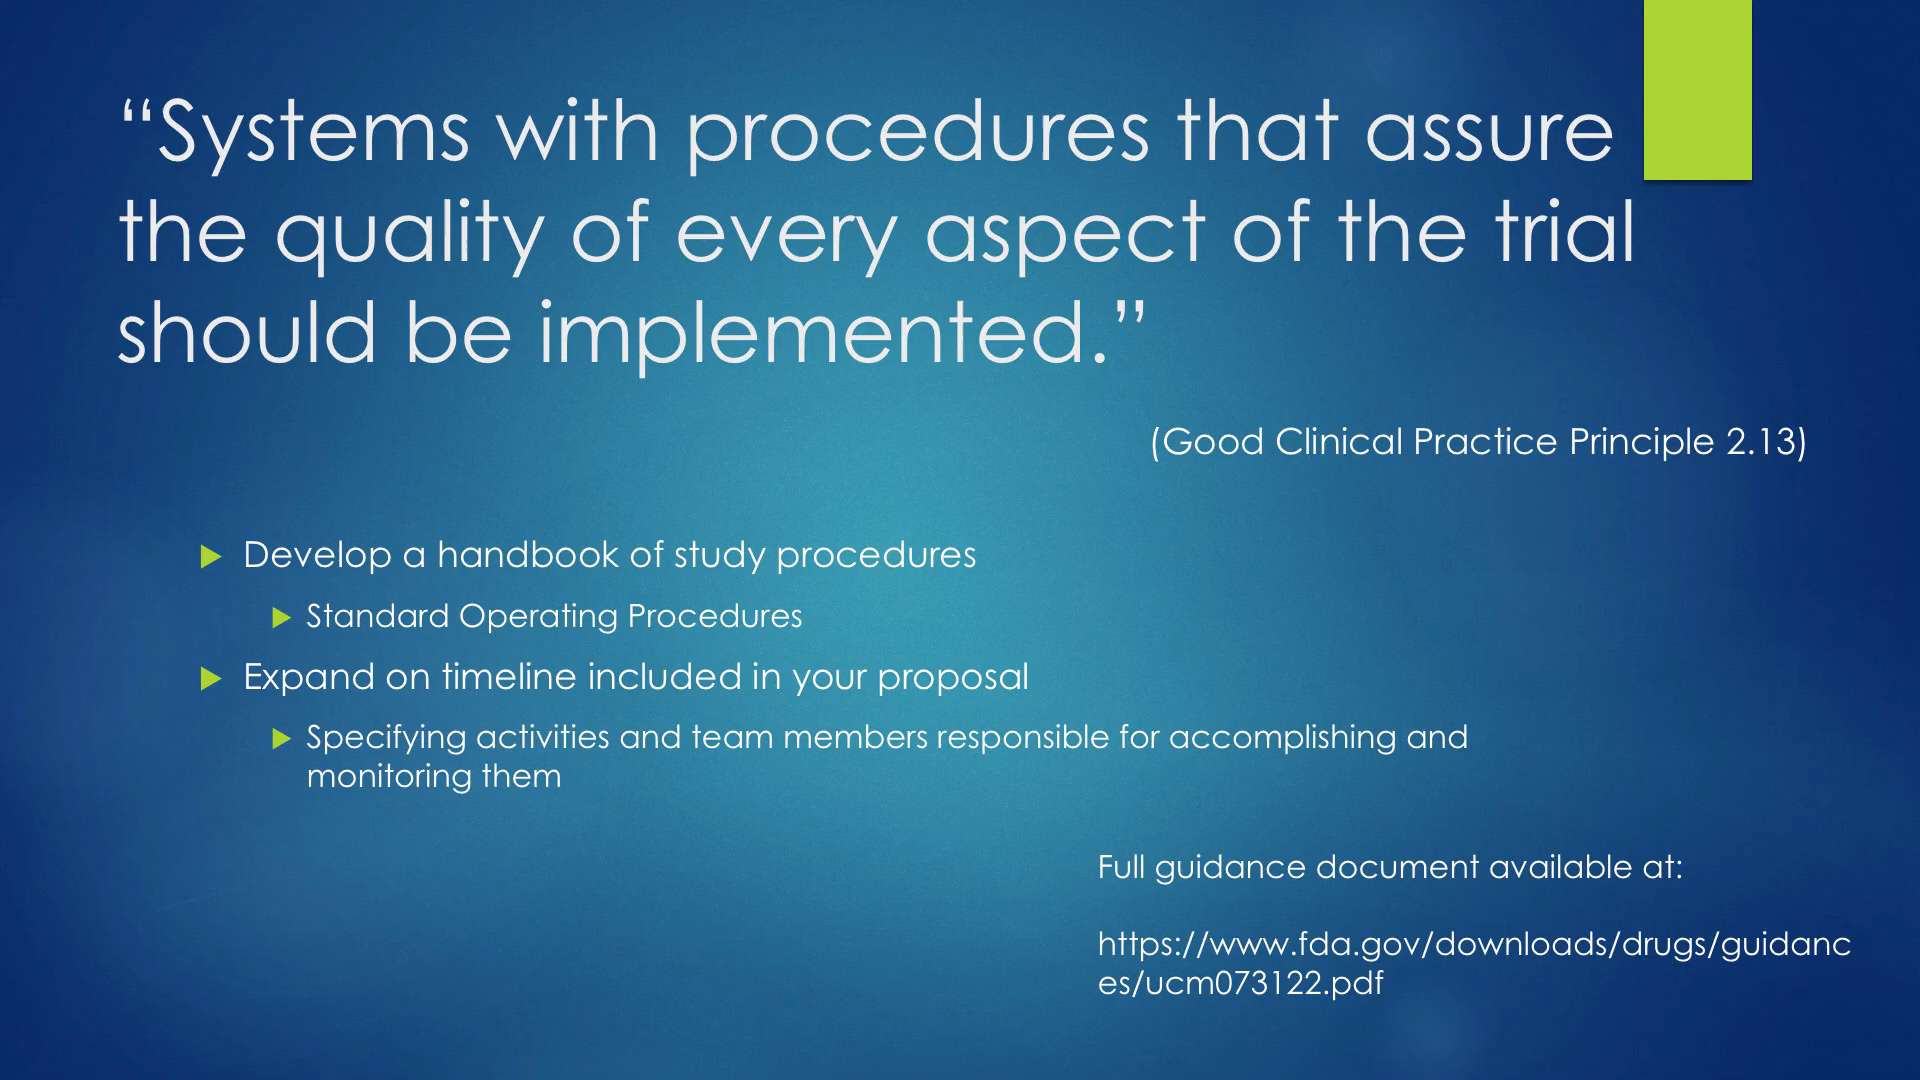 “Systems with procedures that assure
the quality of every aspect of the trial
should be implemented.”
(Good Clinical Practice Principle 2.13)
Develop a handbook of study procedures
Standard Operating Procedures
Expand on timeline included in your proposal
Specifying activities and team members responsible for accomplishing and
monitoring them
Full guidance document available at:
https://www.fda.gov/downloads/drugs/guidanc
es/ucm073122.pdf